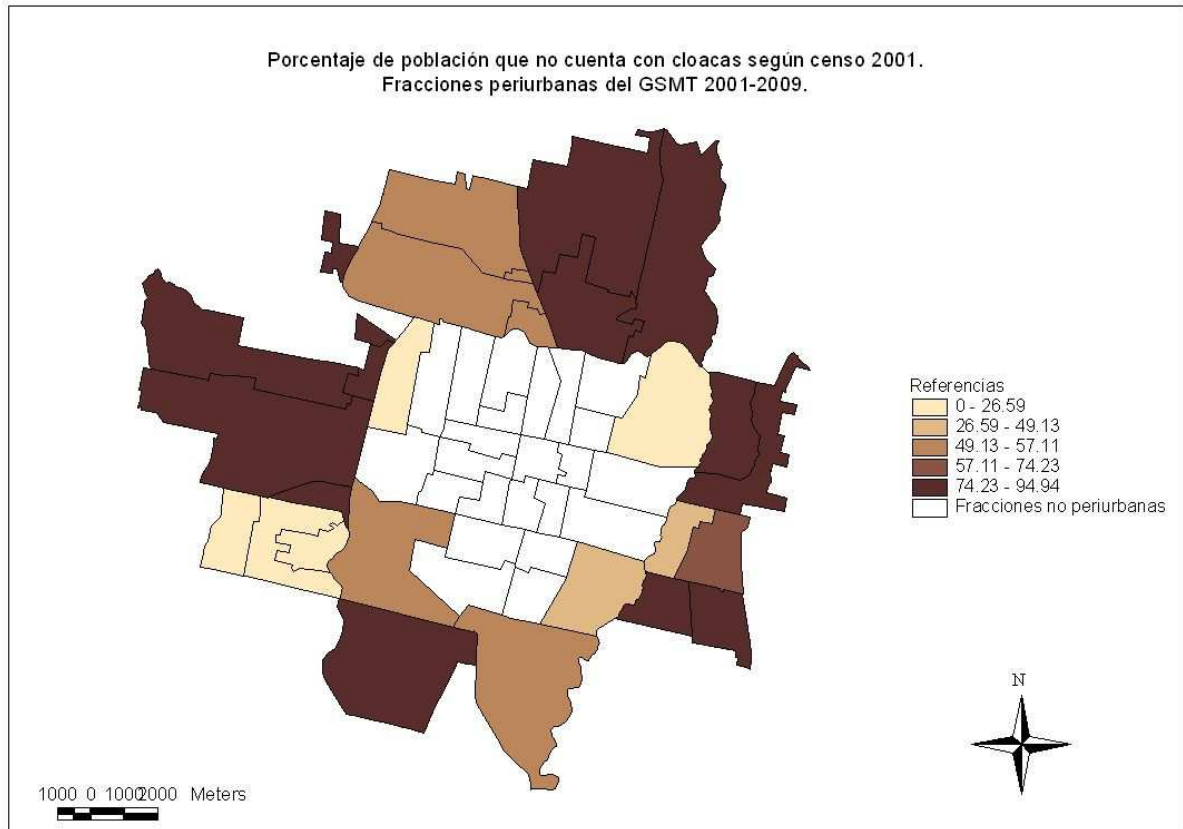 Porcentaje de población que no cuenta con cloacas según censo 2001.
Fracciones periurbanas del GSMT 2001-2009.
Referencias
0 - 26.59
26.59 - 49.13
49.13 - 57.11
57.11 - 74.23
74.23 - 94.94
Fracciones no periurbanas
N
1000 0 1000 2000 Meters